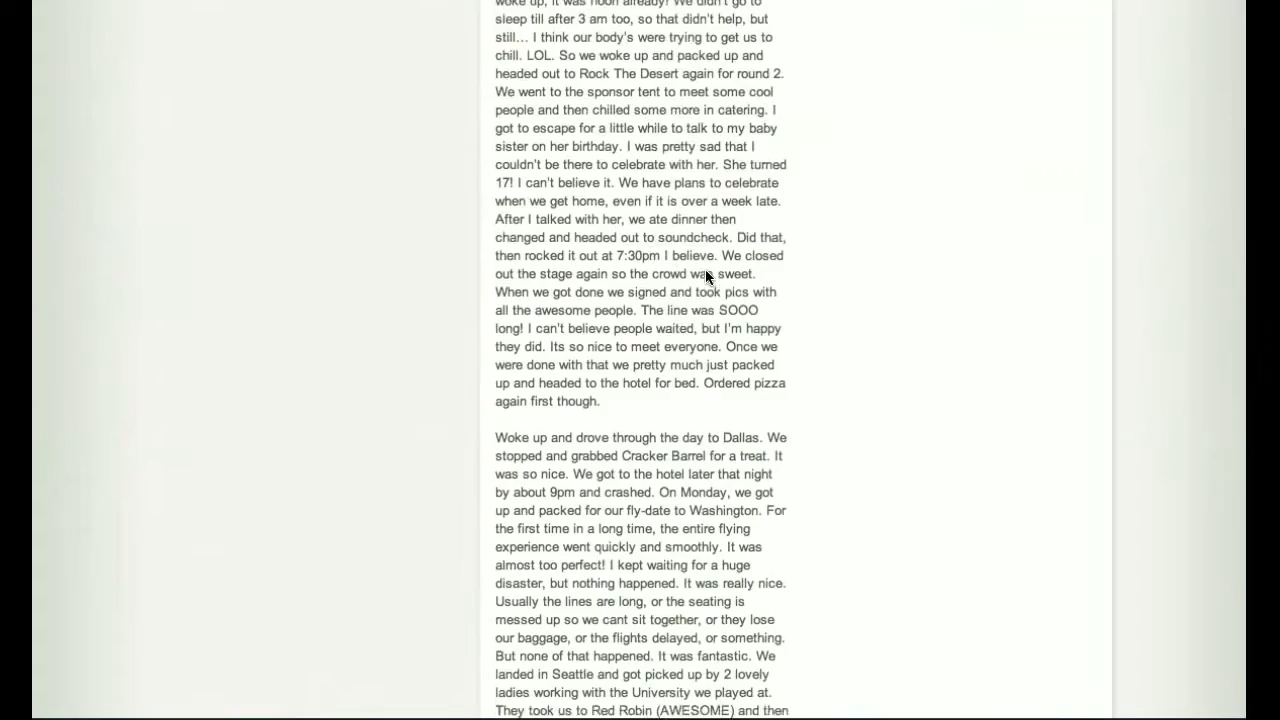 woke up, it was noon already? We didn't go to
sleep till after 3 am too, so that didn't help, but
still... I think our body's were trying to get us to
chill. LOL. So we woke up and packed up and
headed out to Rock The Desert again for round 2.
We went to the sponsor tent to meet some cool
people and then chilled some more in catering. I
got to escape for a little while to talk to my baby
sister on her birthday. I was pretty sad that I
couldn't be there to celebrate with her. She turned
17! I can't believe it. We have plans to celebrate
when we get home, even if it is over a week late.
After I talked with her, we ate dinner then
changed and headed out to soundcheck. Did that,
then rocked it out at 7:30pm I believe. We closed
out the stage again so the crowd was sweet.
When we got done we signed and took pics with
all the awesome people. The line was SOOO
long! I can't believe people waited, but I'm happy
they did. Its so nice to meet everyone. Once we
were done with that we pretty much just packed
up and headed to the hotel for bed. Ordered pizza
again first though.
Woke up and drove through the day to Dallas. We
stopped and grabbed Cracker Barrel for a treat. It
was so nice. We got to the hotel later that night
by about 9pm and crashed. On Monday, we got
up and packed for our fly-date to Washington. For
the first time in a long time, the entire flying
experience went quickly and smoothly. It was
almost too perfect! I kept waiting for a huge
disaster, but nothing happened. It was really nice.
Usually the lines are long, or the seating is
messed up so we cant sit together, or they lose
our baggage, or the flights delayed, or something.
But none of that happened. It was fantastic. We
landed in Seattle and got picked up by 2 lovely
ladies working with the University we played at.
They took us to Red Robin (AWESOME) and then